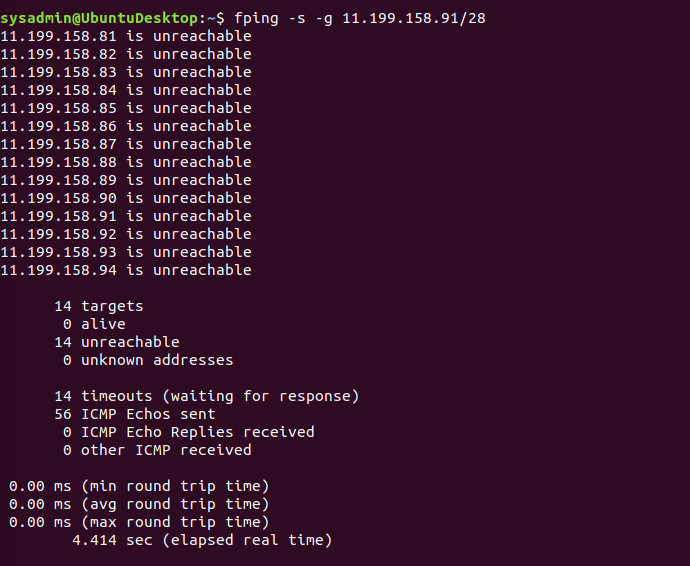 sysadmin@UbuntuDesktop:~$ fping -s -g 11.199.158.91/28
11.199.158.81 is unreachable
11.199.158.82 is unreachable
11.199.158.83 is unreachable
11.199.158.84 is unreachable
11.199.158.85 is unreachable
11.199.158.86 is unreachable
11.199.158.87 is unreachable
11.199.158.88 is unreachable
11.199.158.89 is unreachable
11.199.158.90 is unreachable
11.199.158.91 is unreachable
11.199.158.92 is unreachable
11.199.158.93 is unreachable
11.199.158.94 is unreachable
14 targets
0 alive
14 unreachable
0 unknown addresses
14 timeouts (waiting for response)
56 ICMP Echos sent
0 ICMP Echo Replies received
0 other ICMP received
0.00 ms (min round trip time)
0.00 ms (avg round trip time)
0.00 ms (max round trip time)
4.414 sec (elapsed real time)